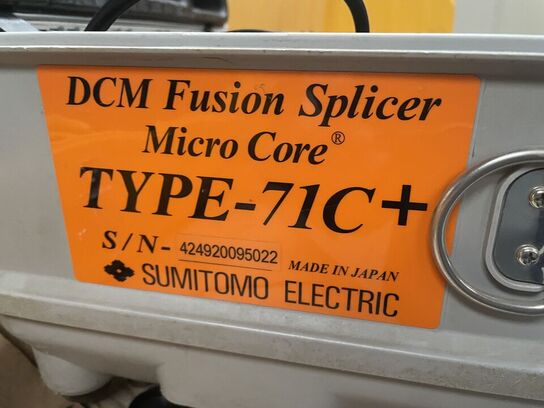 DCM Fusion Splicer
Micro Core®
TYPE-71C+
S/N- 424920095022
MADE IN JAPAN
SUMITOMO ELECTRIC